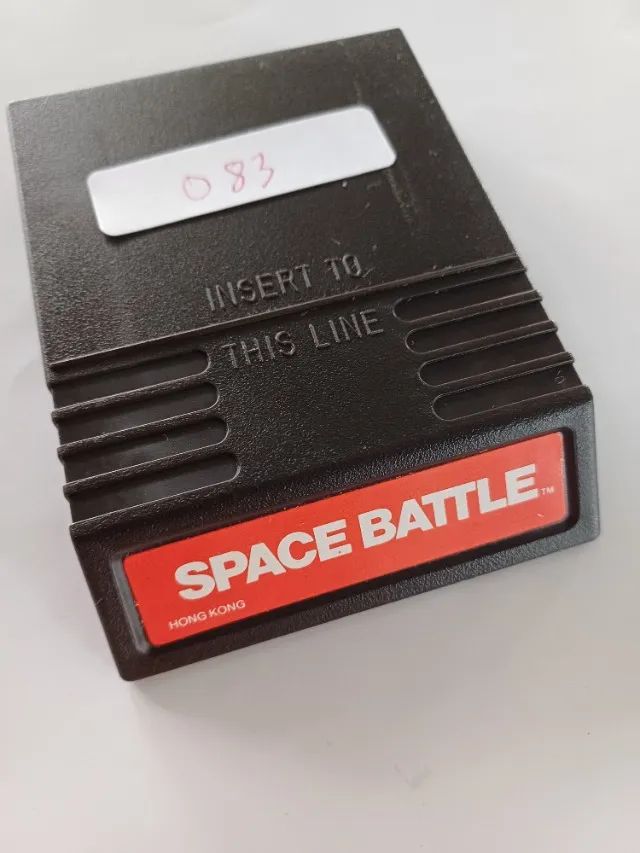 083
INSERT TO
THIS LINE
SPACE BATTLE™
HONG KONG